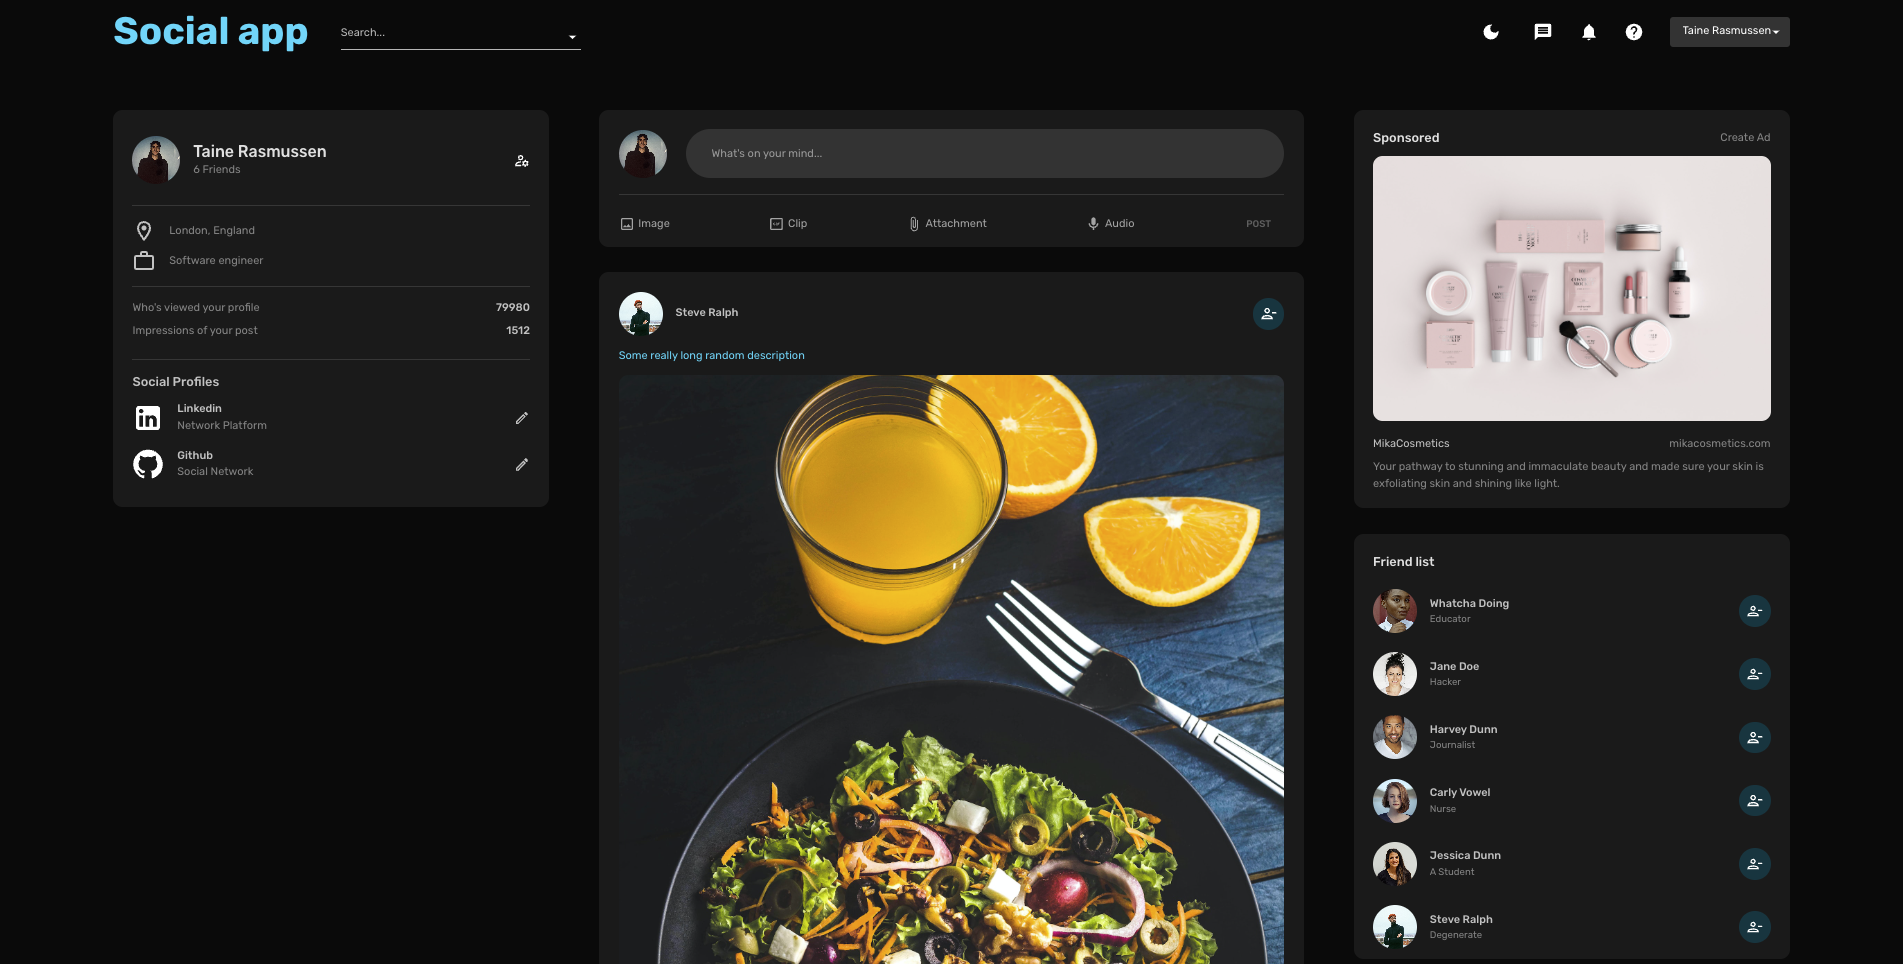 Social app
Search...
Taine Rasmussen
Taine Rasmussen
6 Friends
London, England
Software engineer
Who's viewed your profile 79980
Impressions of your post 1512
Social Profiles
Linkedin
Network Platform
Github
Social Network
What's on your mind...
Image Clip Attachment Audio POST
Steve Ralph
Some really long random description
Sponsored Create Ad
MikaCosmetics mikacosmetics.com
Your pathway to stunning and immaculate beauty and made sure your skin is
exfoliating skin and shining like light.
Friend list
Whatcha Doing
Educator
Jane Doe
Hacker
Harvey Dunn
Journalist
Carly Vowel
Nurse
Jessica Dunn
A Student
Steve Ralph
Degenerate